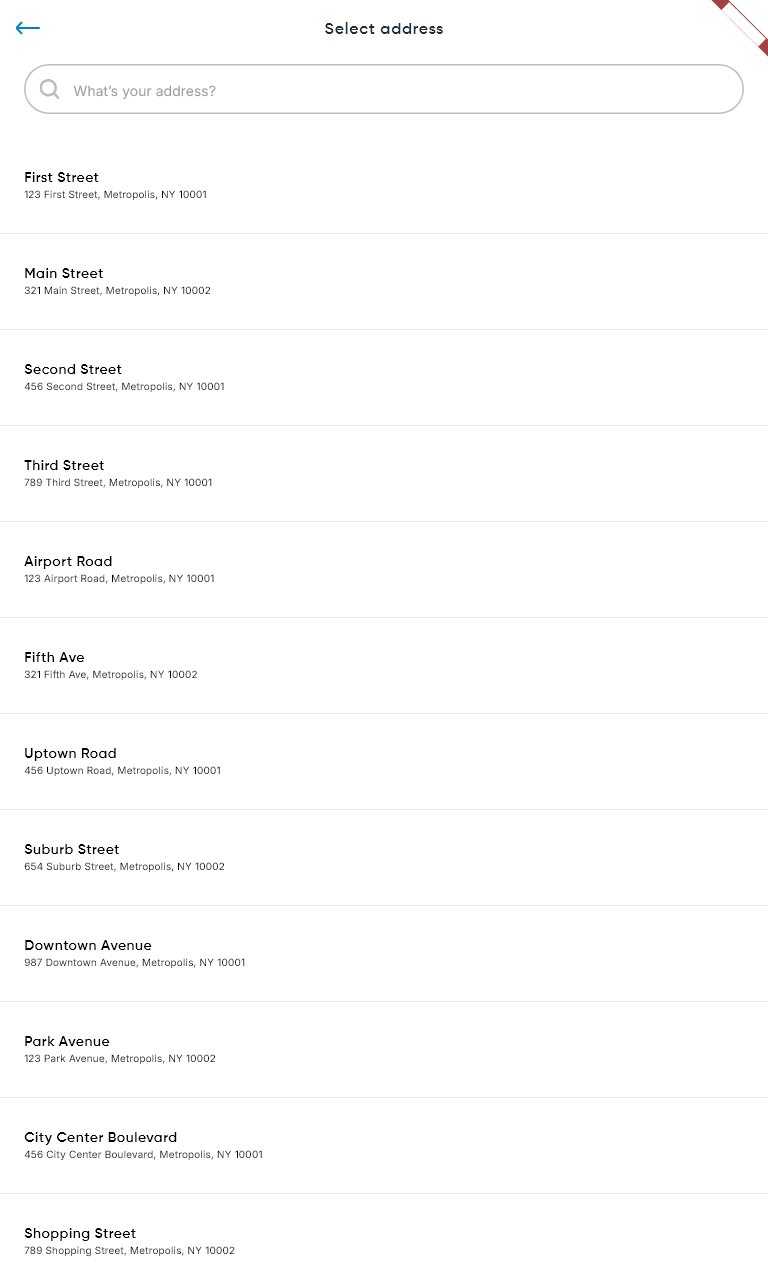 Select address
What's your address?
First Street
123 First Street, Metropolis, NY 10001
Main Street
321 Main Street, Metropolis, NY 10002
Second Street
456 Second Street, Metropolis, NY 10001
Third Street
789 Third Street, Metropolis, NY 10001
Airport Road
123 Airport Road, Metropolis, NY 10001
Fifth Ave
321 Fifth Ave, Metropolis, NY 10002
Uptown Road
456 Uptown Road, Metropolis, NY 10001
Suburb Street
654 Suburb Street, Metropolis, NY 10002
Downtown Avenue
987 Downtown Avenue, Metropolis, NY 10001
Park Avenue
123 Park Avenue, Metropolis, NY 10002
City Center Boulevard
456 City Center Boulevard, Metropolis, NY 10001
Shopping Street
789 Shopping Street, Metropolis, NY 10002